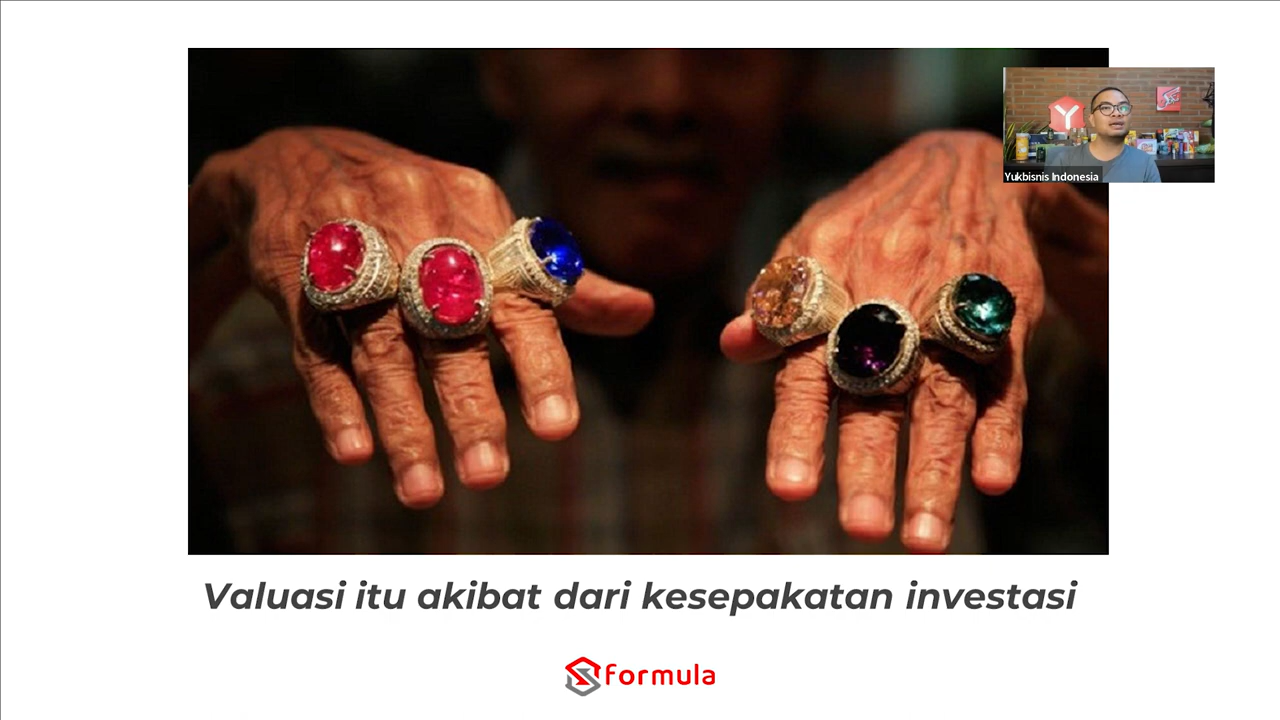 Yukbisnis Indonesia
Valuasi itu akibat dari kesepakatan investasi
formula